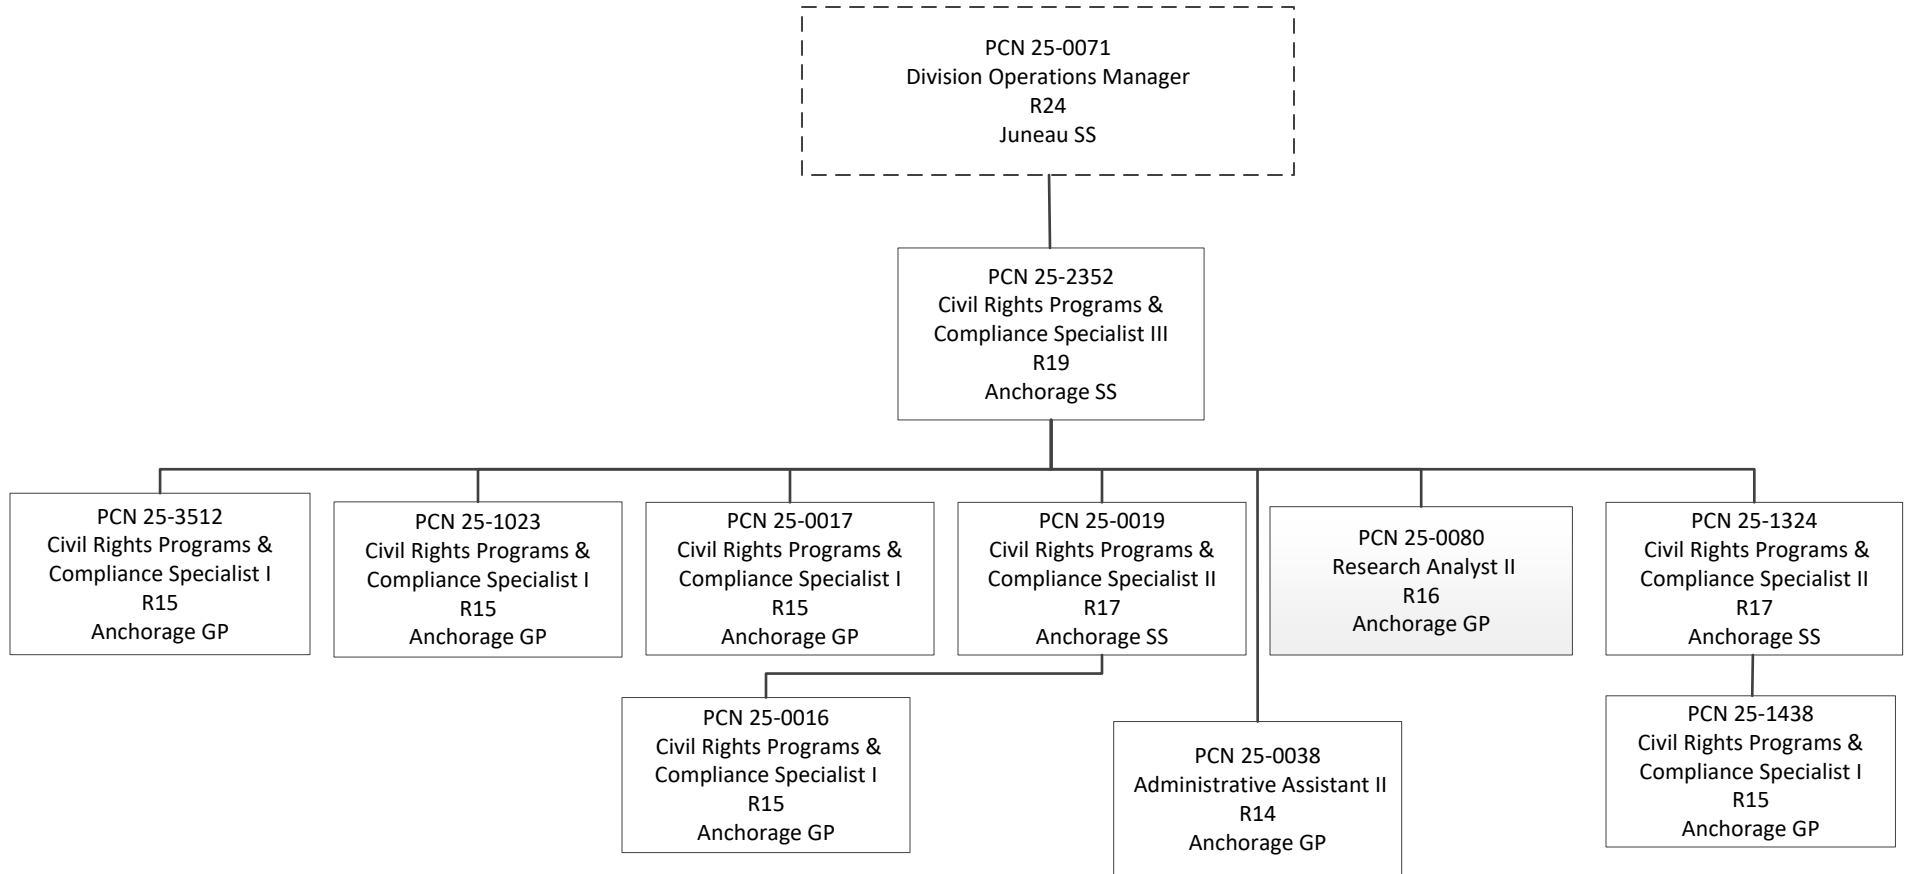 PCN 25-0071
Division Operations Manager
R24
Juneau SS
PCN 25-2352
Civil Rights Programs &
Compliance Specialist III
R19
Anchorage SS
PCN 25-3512
Civil Rights Programs &
Compliance Specialist I
R15
Anchorage GP
PCN 25-1023
Civil Rights Programs &
Compliance Specialist I
R15
Anchorage GP
PCN 25-0017
Civil Rights Programs &
Compliance Specialist I
R15
Anchorage GP
PCN 25-0019
Civil Rights Programs &
Compliance Specialist II
R17
Anchorage SS
PCN 25-0080
Research Analyst II
R16
Anchorage GP
PCN 25-1324
Civil Rights Programs &
Compliance Specialist II
R17
Anchorage SS
PCN 25-0016
Civil Rights Programs &
Compliance Specialist I
R15
Anchorage GP
PCN 25-0038
Administrative Assistant II
R14
Anchorage GP
PCN 25-1438
Civil Rights Programs &
Compliance Specialist I
R15
Anchorage GP